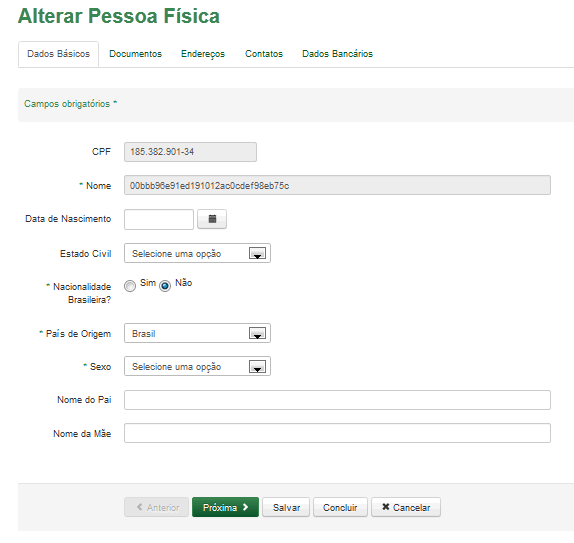 Alterar Pessoa Física
Dados Básicos Documentos Endereços Contatos Dados Bancários
Campos obrigatórios *
CPF 185.382.901-34
* Nome 00bbb96e91ed191012ac0cdef98eb75c
Data de Nascimento
Estado Civil Selecione uma opção
* Nacionalidade Brasileira? Sim Não
* País de Origem Brasil
* Sexo Selecione uma opção
Nome do Pai
Nome da Mãe
Anterior Próxima Salvar Concluir Cancelar